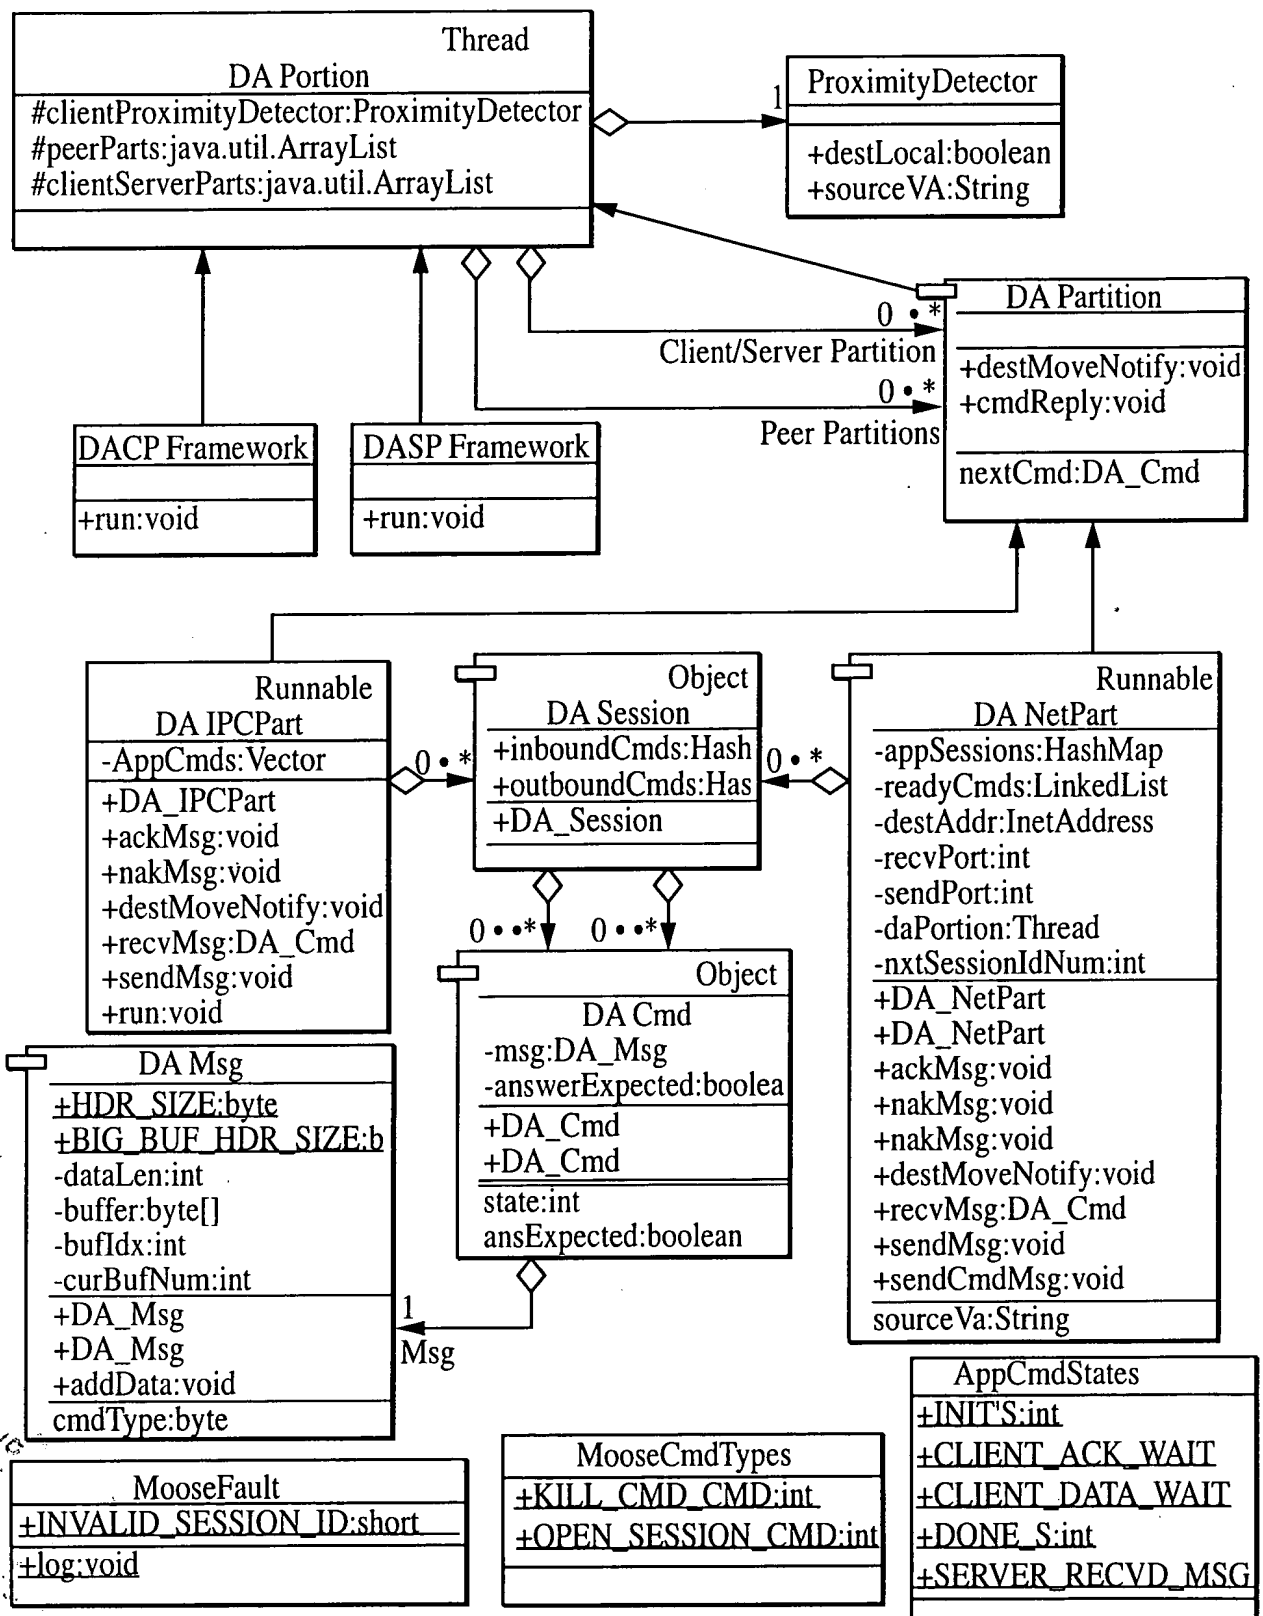 Thread
DA Portion
#clientProximityDetector:ProximityDetector
#peerParts:java.util.ArrayList
#clientServerParts:java.util.ArrayList
1
ProximityDetector
+destLocal:boolean
+sourceVA:String
DA Partition
+destMoveNotify:void
+cmdReply:void
nextCmd:DA_Cmd
0 • *
Client/Server Partition
0 • *
Peer Partitions
DACP Framework
+run:void
DASP Framework
+run:void
Runnable
DA IPCPart
-AppCmds:Vector
+DA_IPCPart
+ackMsg:void
+nakMsg:void
+destMoveNotify:void
+recvMsg:DA_Cmd
+sendMsg:void
+run:void
0 • *
Object
DA Session
+inboundCmds:Hash
+outboundCmds:Has
+DA_Session
0 • *
Runnable
DA NetPart
-appSessions:HashMap
-readyCmds:LinkedList
-destAddr:InetAddress
-recvPort:int
-sendPort:int
-daPortion:Thread
-nxtSessionIdNum:int
+DA_NetPart
+DA_NetPart
+ackMsg:void
+nakMsg:void
+nakMsg:void
+destMoveNotify:void
+recvMsg:DA_Cmd
+sendMsg:void
+sendCmdMsg:void
sourceVa:String
0 • •*
0 • •*
Object
DA Cmd
-msg:DA_Msg
-answerExpected:boolea
+DA_Cmd
+DA_Cmd
state:int
ansExpected:boolean
DA Msg
+HDR_SIZE:byte
+BIG_BUF_HDR_SIZE:b
-dataLen:int
-buffer:byte[]
-bufIdx:int
-curBufNum:int
+DA_Msg
+DA_Msg
+addData:void
cmdType:byte
1
Msg
MooseFault
+INVALID_SESSION_ID:short
+log:void
MooseCmdTypes
+KILL_CMD_CMD:int
+OPEN_SESSION_CMD:int
AppCmdStates
+INIT'S:int
+CLIENT_ACK_WAIT
+CLIENT_DATA_WAIT
+DONE_S:int
+SERVER_RECVD_MSG